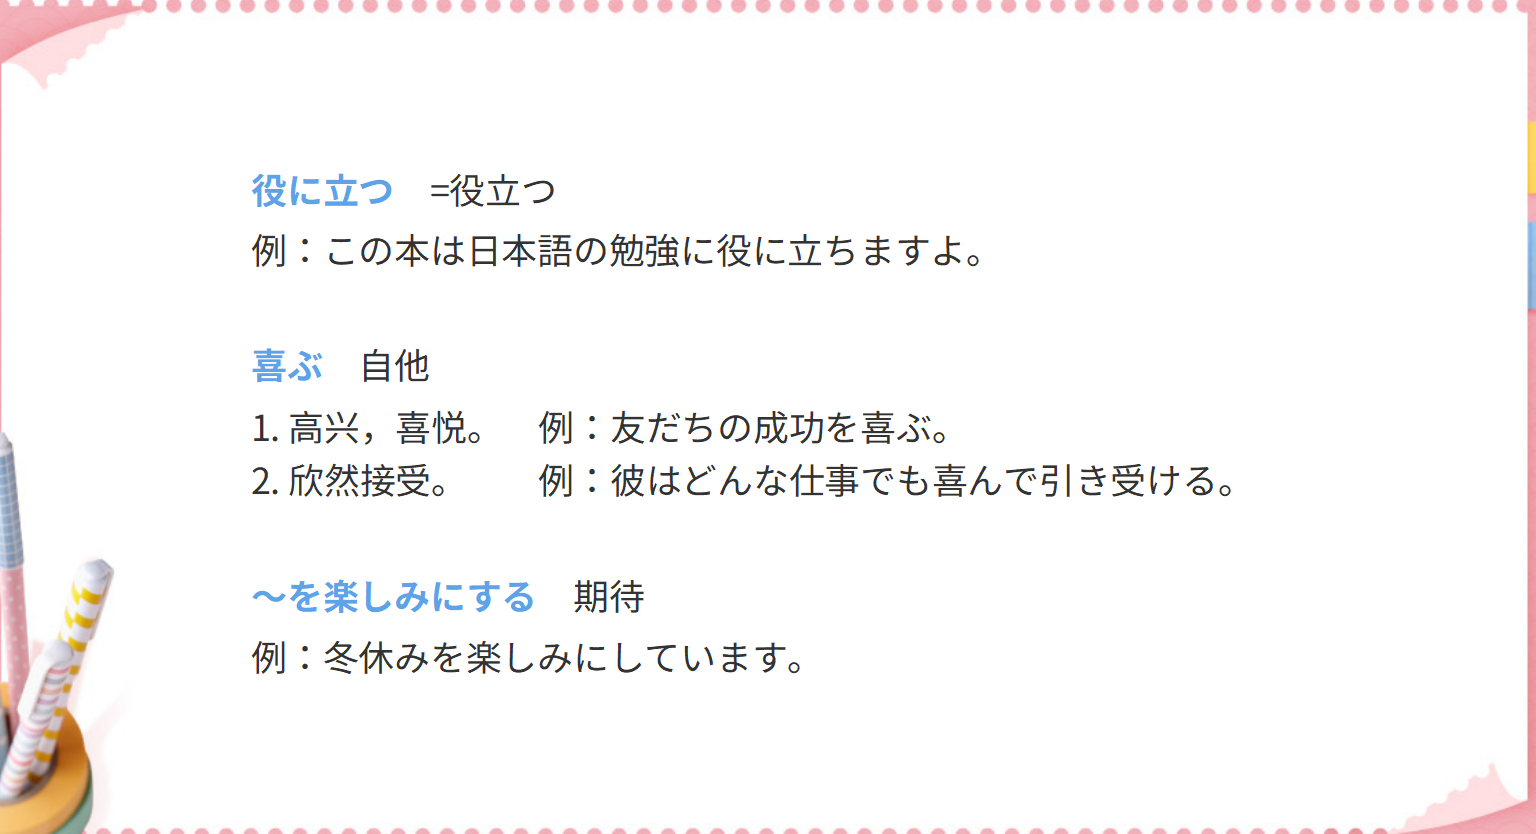 役に立つ　=役立つ
例：この本は日本語の勉強に役に立ちますよ。
喜ぶ　自他
1. 高兴，喜悦。　例：友だちの成功を喜ぶ。
2. 欣然接受。　　例：彼はどんな仕事でも喜んで引き受ける。
～を楽しみにする　期待
例：冬休みを楽しみにしています。